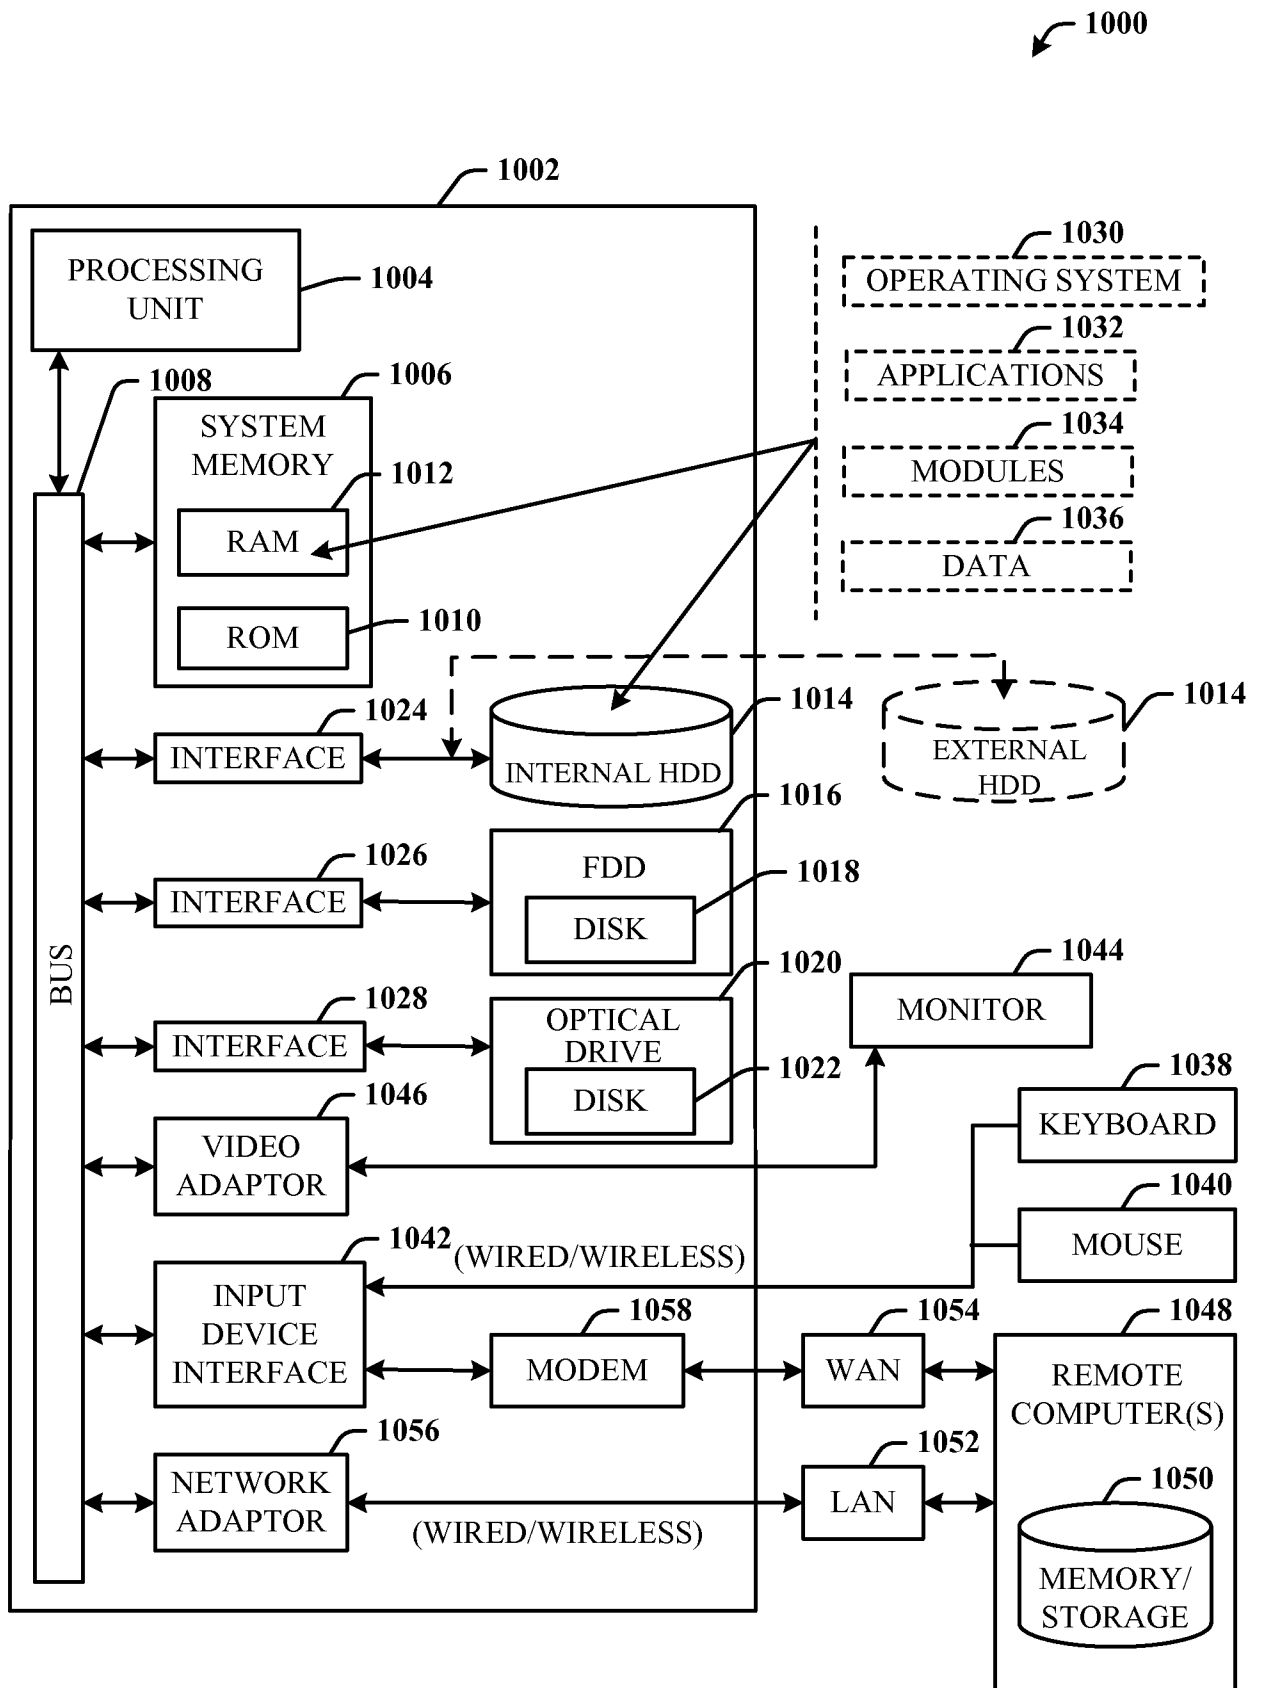 1000
1002
PROCESSING
UNIT
1004
1030
OPERATING SYSTEM
1032
APPLICATIONS
1034
MODULES
1036
DATA
1008
1006
SYSTEM
MEMORY
1012
RAM
1010
ROM
1024
INTERFACE
1014
INTERNAL HDD
1014
EXTERNAL
HDD
1016
FDD
1018
DISK
1026
INTERFACE
BUS
1020
OPTICAL
DRIVE
1022
DISK
1028
INTERFACE
1044
MONITOR
1046
VIDEO
ADAPTOR
1038
KEYBOARD
1040
MOUSE
1042
(WIRED/WIRELESS)
INPUT
DEVICE
INTERFACE
1058
MODEM
1054
WAN
1048
REMOTE
COMPUTER(S)
1056
NETWORK
ADAPTOR
(WIRED/WIRELESS)
1052
LAN
1050
MEMORY/
STORAGE